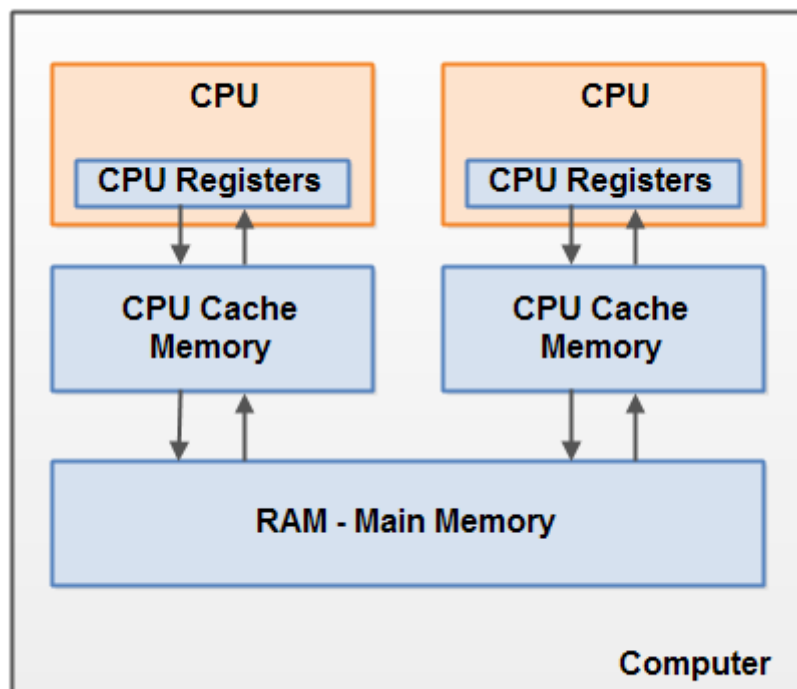 CPU
CPU
CPU Registers
CPU Registers
CPU Cache
Memory
CPU Cache
Memory
RAM - Main Memory
Computer